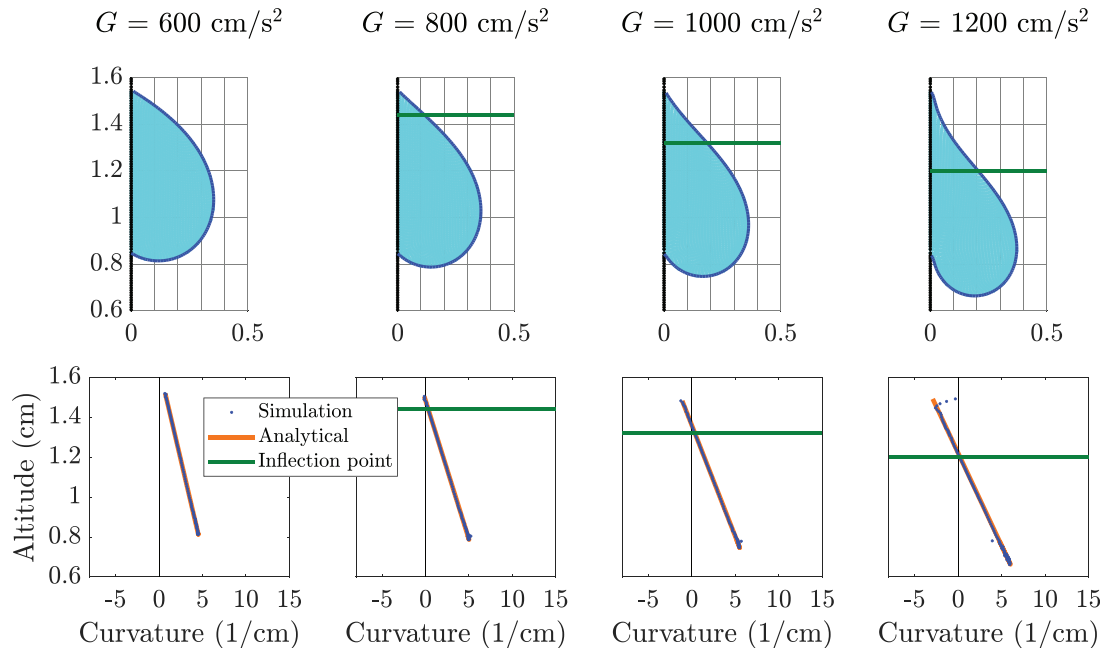 G = 600 cm/s²
G = 800 cm/s²
G = 1000 cm/s²
G = 1200 cm/s²
1.6
1.4
1.2
1
0.8
0.6
0 0.5
0 0.5
0 0.5
0 0.5
Altitude (cm)
1.6
1.4
1.2
1
0.8
0.6
Simulation
Analytical
Inflection point
-5 0 5 10 15
-5 0 5 10 15
-5 0 5 10 15
-5 0 5 10 15
Curvature (1/cm)
Curvature (1/cm)
Curvature (1/cm)
Curvature (1/cm)